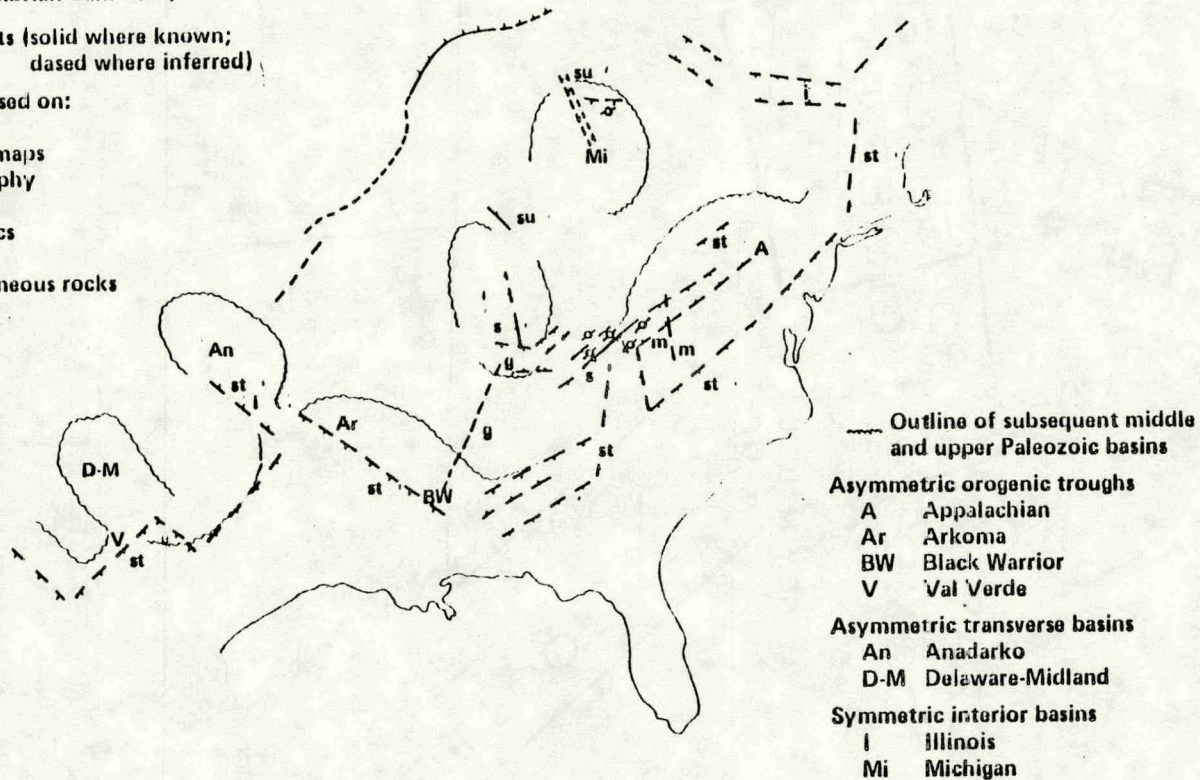 ts (solid where known;
dased where inferred)
sed on:
maps
phy
cs
neous rocks
su
Mi
st
su
st
A
An
s
m
m
g
s
st
st
Ar
g
D-M
st
BW
st
V
st
Outline of subsequent middle
and upper Paleozoic basins
Asymmetric orogenic troughs
A Appalachian
Ar Arkoma
BW Black Warrior
V Val Verde
Asymmetric transverse basins
An Anadarko
D-M Delaware-Midland
Symmetric interior basins
I Illinois
Mi Michigan